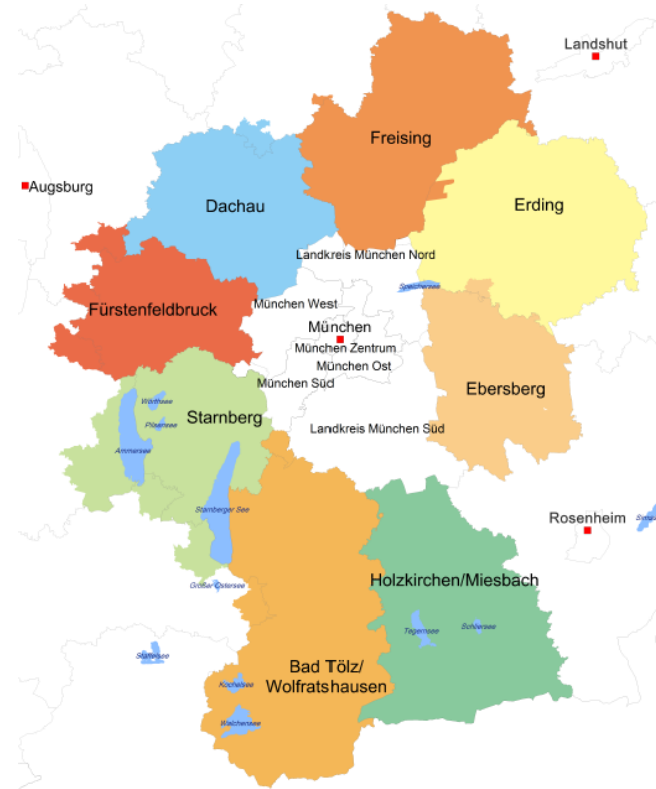 Landshut
Freising
Augsburg
Dachau
Erding
Landkreis München Nord
Speichersee
Fürstenfeldbruck
München West
München
München Zentrum
München Ost
München Süd
Ebersberg
Wörthsee
Pilsensee
Starnberg
Landkreis München Süd
Ammersee
Starnberger See
Rosenheim
Simssee
Großer Ostersee
Holzkirchen/Miesbach
Tegernsee
Schliersee
Staffelsee
Bad Tölz/
Wolfratshausen
Kochelsee
Walchensee